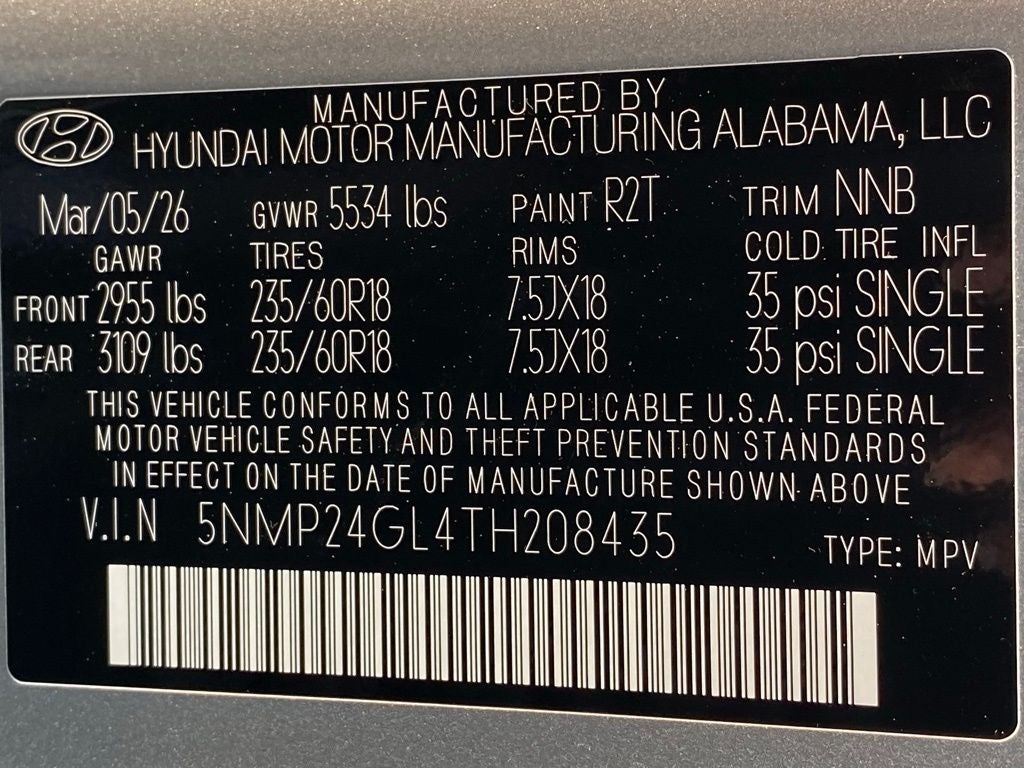 MANUFACTURED BY
HYUNDAI MOTOR MANUFACTURING ALABAMA, LLC
Mar/05/26 GVWR 5534 lbs PAINT R2T TRIM NNB
GAWR TIRES RIMS COLD TIRE INFL
FRONT 2955 lbs 235/60R18 7.5JX18 35 psi SINGLE
REAR 3109 lbs 235/60R18 7.5JX18 35 psi SINGLE
THIS VEHICLE CONFORMS TO ALL APPLICABLE U.S.A. FEDERAL
MOTOR VEHICLE SAFETY AND THEFT PREVENTION STANDARDS
IN EFFECT ON THE DATE OF MANUFACTURE SHOWN ABOVE
V.I.N 5NMP24GL4TH208435 TYPE: MPV